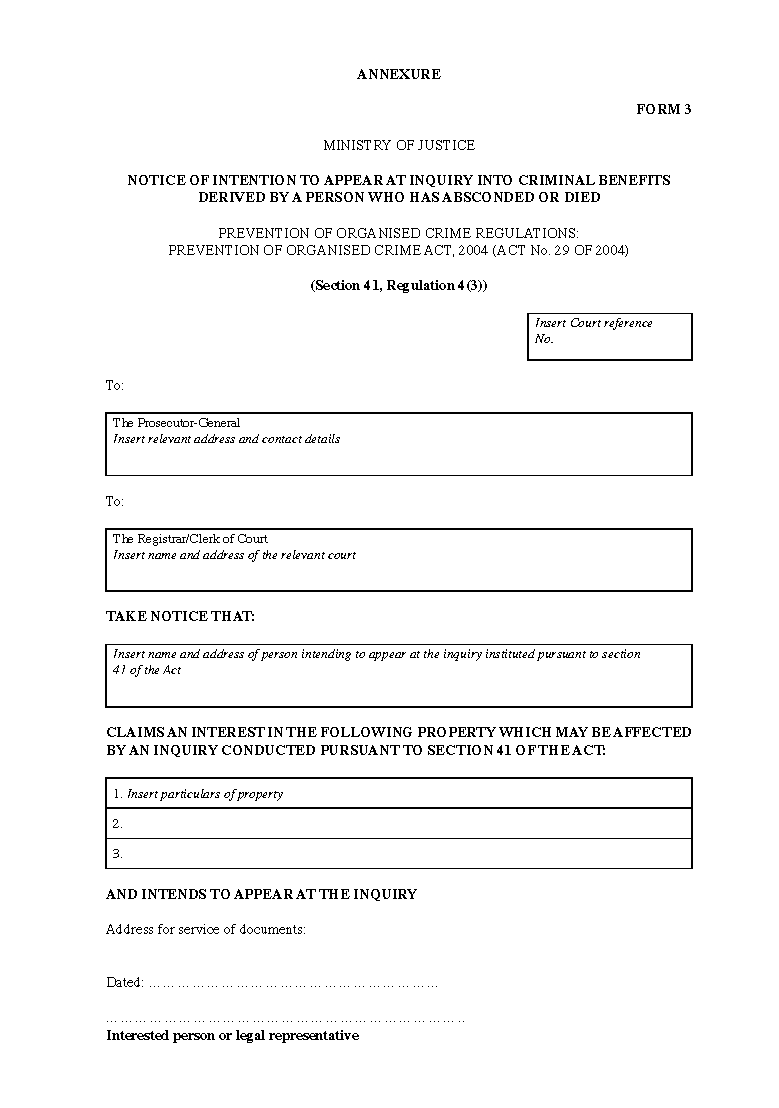 ANNEXURE
FORM 3
MINISTRY OF JUSTICE
NOTICE OF INTENTION TO APPEAR AT INQUIRY INTO CRIMINAL BENEFITS
DERIVED BY A PERSON WHO HAS ABSCONDED OR DIED
PREVENTION OF ORGANISED CRIME REGULATIONS:
PREVENTION OF ORGANISED CRIME ACT, 2004 (ACT No. 29 OF 2004)
(Section 41, Regulation 4(3))
Insert Court reference
No.
To:
The Prosecutor-General
Insert relevant address and contact details
To:
The Registrar/Clerk of Court
Insert name and address of the relevant court
TAKE NOTICE THAT:
Insert name and address of person intending to appear at the inquiry instituted pursuant to section
41 of the Act
CLAIMS AN INTEREST IN THE FOLLOWING PROPERTY WHICH MAY BE AFFECTED
BY AN INQUIRY CONDUCTED PURSUANT TO SECTION 41 OF THE ACT:
1. Insert particulars of property
2.
3.
AND INTENDS TO APPEAR AT THE INQUIRY
Address for service of documents:
Dated: ……………………………………………………
…………………………………………………………………
Interested person or legal representative